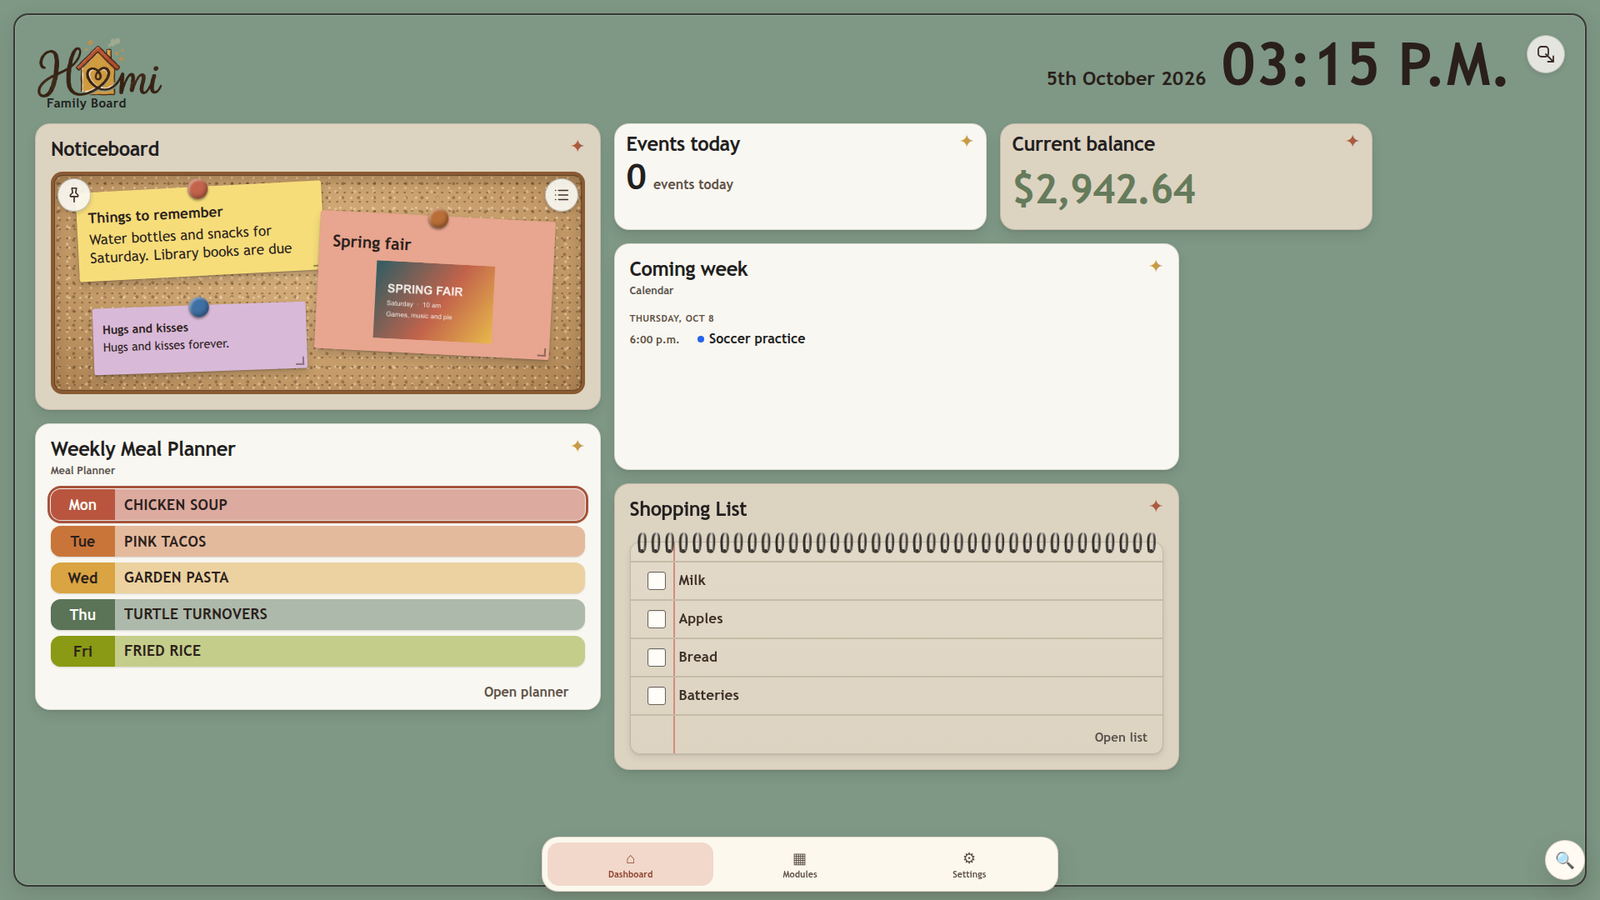 Homi
Family Board
5th October 2026
03:15 P.M.
Noticeboard
Things to remember
Water bottles and snacks for
Saturday. Library books are due
Spring fair
SPRING FAIR
Saturday · 10 am
Games, music and pie
Hugs and kisses
Hugs and kisses forever.
Weekly Meal Planner
Meal Planner
Mon CHICKEN SOUP
Tue PINK TACOS
Wed GARDEN PASTA
Thu TURTLE TURNOVERS
Fri FRIED RICE
Open planner
Events today
0 events today
Current balance
$2,942.64
Coming week
Calendar
THURSDAY, OCT 8
6:00 p.m. Soccer practice
Shopping List
Milk
Apples
Bread
Batteries
Open list
Dashboard
Modules
Settings